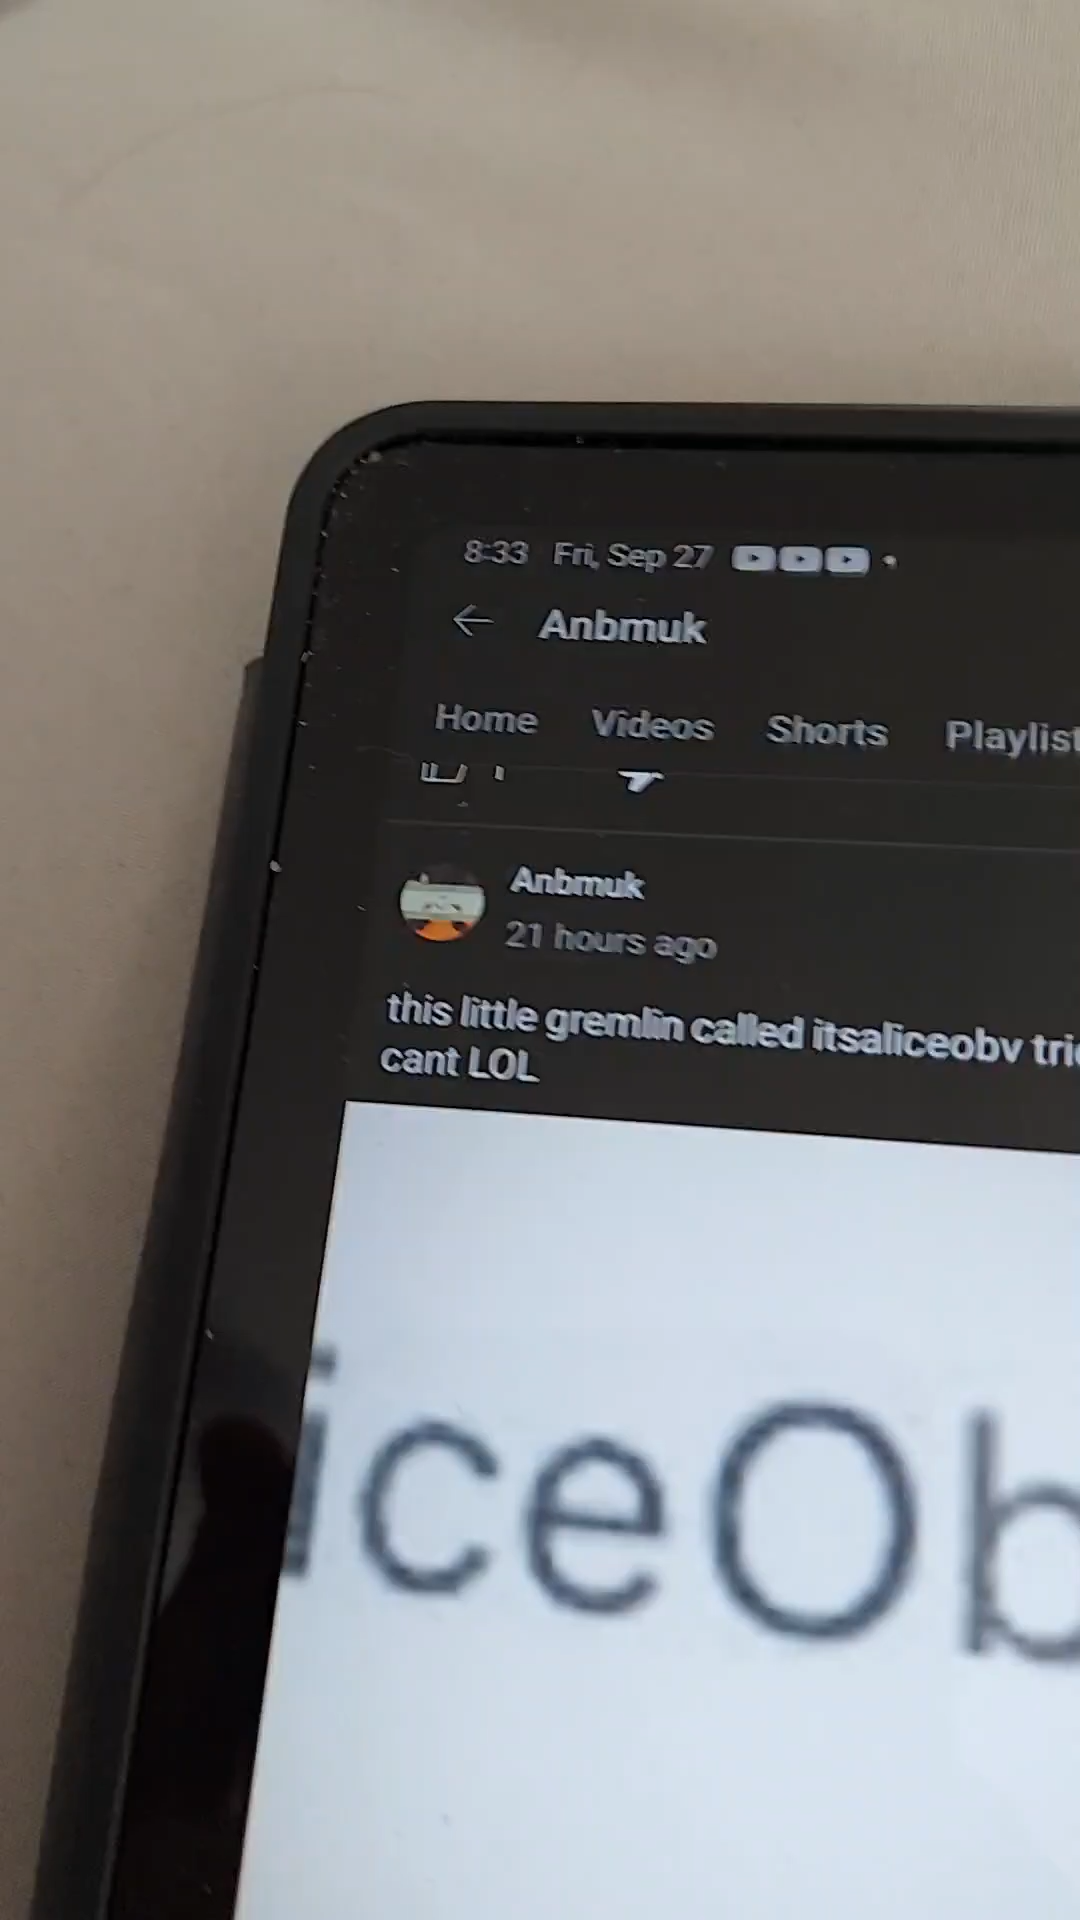 8:33 Fri, Sep 27
Anbmuk
Home Videos Shorts Playlist
Anbmuk
21 hours ago
this little gremlin called itsaliceobv
cant LOL
iceOb